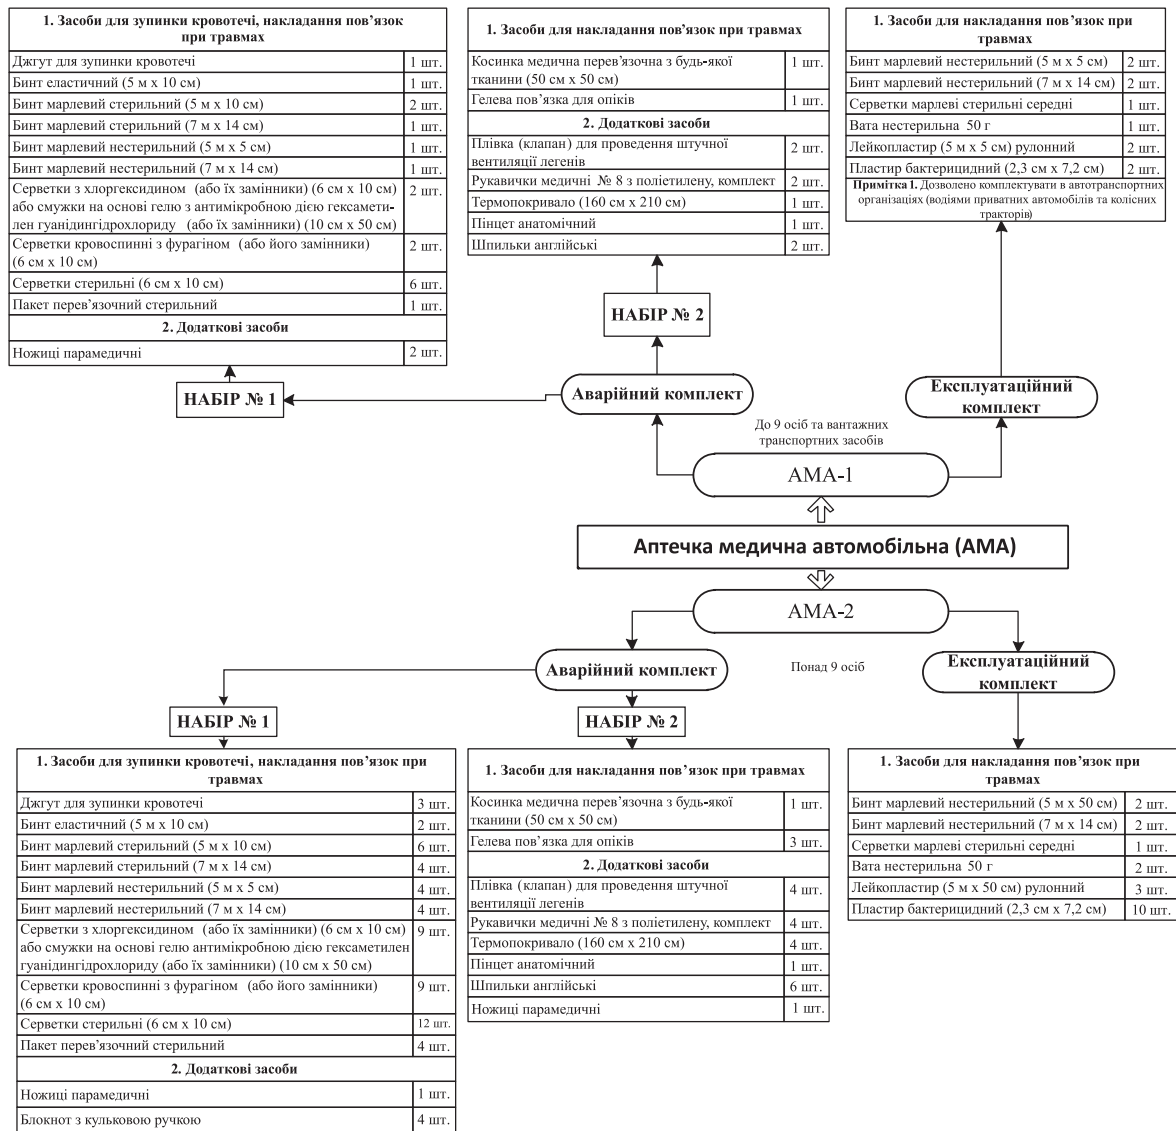 1. Засоби для зупинки кровотечі, накладання пов’язок
при травмах
Джгут для зупинки кровотечі 1 шт.
Бинт еластичний (5 м х 10 см) 1 шт.
Бинт марлевий стерильний (5 м х 10 см) 2 шт.
Бинт марлевий стерильний (7 м х 14 см) 1 шт.
Бинт марлевий нестерильний (5 м х 5 см) 1 шт.
Бинт марлевий нестерильний (7 м х 14 см) 1 шт.
Серветки з хлоргексидином (або їх замінники) (6 см х 10 см) 2 шт.
або смужки на основі гелю з антимікробною дією гексамети-
лен гуанідингідрохлориду (або їх замінники) (10 см х 50 см)
Серветки кровоспинні з фурагіном (або його замінники) 2 шт.
(6 см х 10 см)
Серветки стерильні (6 см х 10 см) 6 шт.
Пакет перев’язочний стерильний 1 шт.
2. Додаткові засоби
Ножиці парамедичні 2 шт.
НАБІР № 1
1. Засоби для накладання пов’язок при травмах
Косинка медична перев’язочна з будь-якої 1 шт.
тканини (50 см х 50 см)
Гелева пов’язка для опіків 1 шт.
2. Додаткові засоби
Плівка (клапан) для проведення штучної 2 шт.
вентиляції легенів
Рукавички медичні № 8 з поліетилену, комплект 2 шт.
Термопокривало (160 см х 210 см) 1 шт.
Пінцет анатомічний 1 шт.
Шпильки англійські 2 шт.
НАБІР № 2
Аварійний комплект
1. Засоби для накладання пов’язок при
травмах
Бинт марлевий нестерильний (5 м х 5 см) 2 шт.
Бинт марлевий нестерильний (7 м х 14 см) 2 шт.
Серветки марлеві стерильні середні 1 шт.
Вата нестерильна 50 г 1 шт.
Лейкопластир (5 м х 5 см) рулонний 2 шт.
Пластир бактерицидний (2,3 см х 7,2 см) 2 шт.
Примітка 1. Дозволено комплектувати в автотранспортних
організаціях (водіями приватних автомобілів та колісних
тракторів)
Експлуатаційний
комплект
До 9 осіб та вантажних
транспортних засобів
АМА-1
Аптечка медична автомобільна (АМА)
АМА-2
Аварійний комплект
Понад 9 осіб
Експлуатаційний
комплект
НАБІР № 1
НАБІР № 2
1. Засоби для зупинки кровотечі, накладання пов’язок при
травмах
Джгут для зупинки кровотечі 3 шт.
Бинт еластичний (5 м х 10 см) 2 шт.
Бинт марлевий стерильний (5 м х 10 см) 6 шт.
Бинт марлевий стерильний (7 м х 14 см) 4 шт.
Бинт марлевий нестерильний (5 м х 5 см) 4 шт.
Бинт марлевий нестерильний (7 м х 14 см) 4 шт.
Серветки з хлоргексидином (або їх замінники) (6 см х 10 см) 9 шт.
або смужки на основі гелю антимікробною дією гексаметилен
гуанідингідрохлориду (або їх замінники) (10 см х 50 см)
Серветки кровоспинні з фурагіном (або його замінники) 9 шт.
(6 см х 10 см)
Серветки стерильні (6 см х 10 см) 12 шт.
Пакет перев’язочний стерильний 4 шт.
2. Додаткові засоби
Ножиці парамедичні 1 шт.
Блокнот з кульковою ручкою 4 шт.
1. Засоби для накладання пов’язок при травмах
Косинка медична перев’язочна з будь-якої 1 шт.
тканини (50 см х 50 см)
Гелева пов’язка для опіків 3 шт.
2. Додаткові засоби
Плівка (клапан) для проведення штучної 4 шт.
вентиляції легенів
Рукавички медичні № 8 з поліетилену, комплект 4 шт.
Термопокривало (160 см х 210 см) 4 шт.
Пінцет анатомічний 1 шт.
Шпильки англійські 6 шт.
Ножиці парамедичні 1 шт.
1. Засоби для накладання пов’язок при
травмах
Бинт марлевий нестерильний (5 м х 50 см) 2 шт.
Бинт марлевий нестерильний (7 м х 14 см) 2 шт.
Серветки марлеві стерильні середні 1 шт.
Вата нестерильна 50 г 2 шт.
Лейкопластир (5 м х 50 см) рулонний 3 шт.
Пластир бактерицидний (2,3 см х 7,2 см) 10 шт.